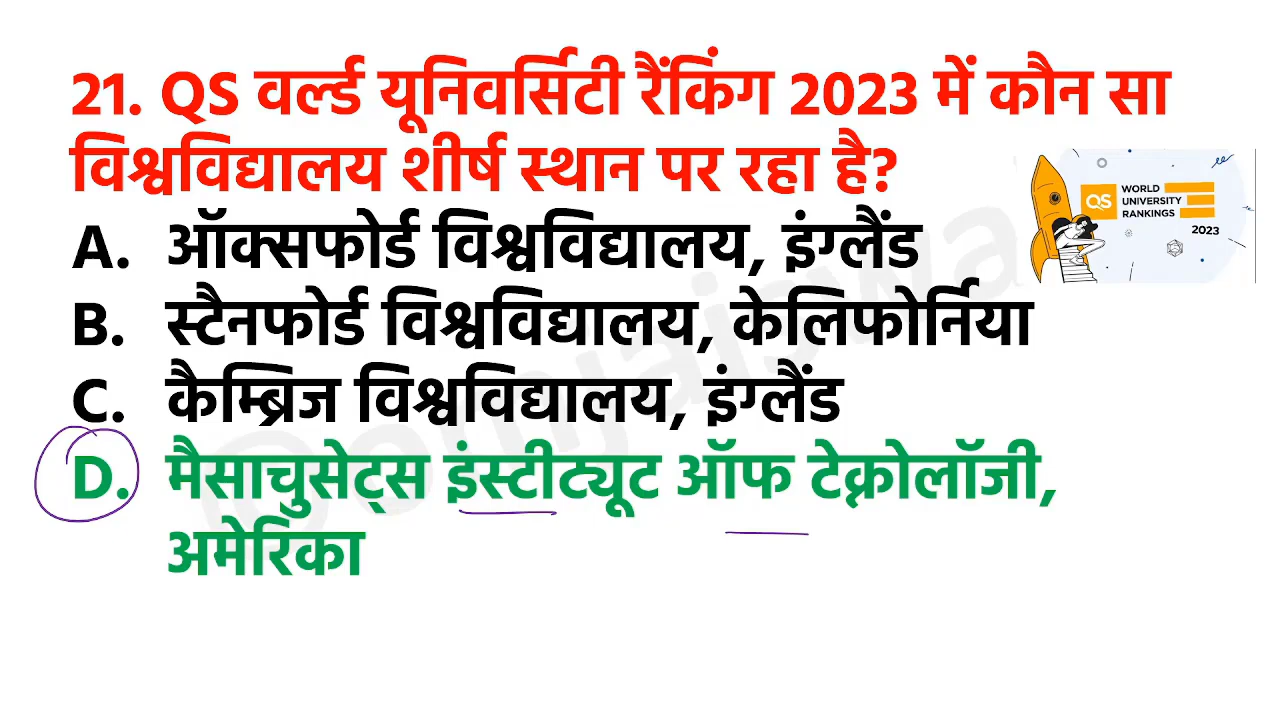 21. QS वर्ल्ड यूनिवर्सिटी रैंकिंग 2023 में कौन सा
विश्वविद्यालय शीर्ष स्थान पर रहा है?
QS WORLD
UNIVERSITY
RANKINGS
2023
A. ऑक्सफोर्ड विश्वविद्यालय, इंग्लैंड
B. स्टैनफोर्ड विश्वविद्यालय, केलिफोर्निया
C. कैम्ब्रिज विश्वविद्यालय, इंग्लैंड
D. मैसाचुसेट्स इंस्टीट्यूट ऑफ टेक्नोलॉजी,
अमेरिका